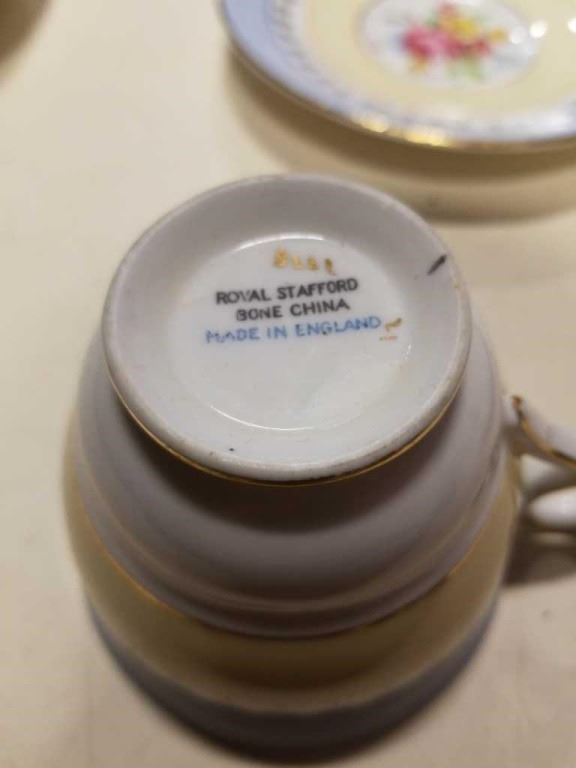 ROYAL STAFFORD
BONE CHINA
MADE IN ENGLAND